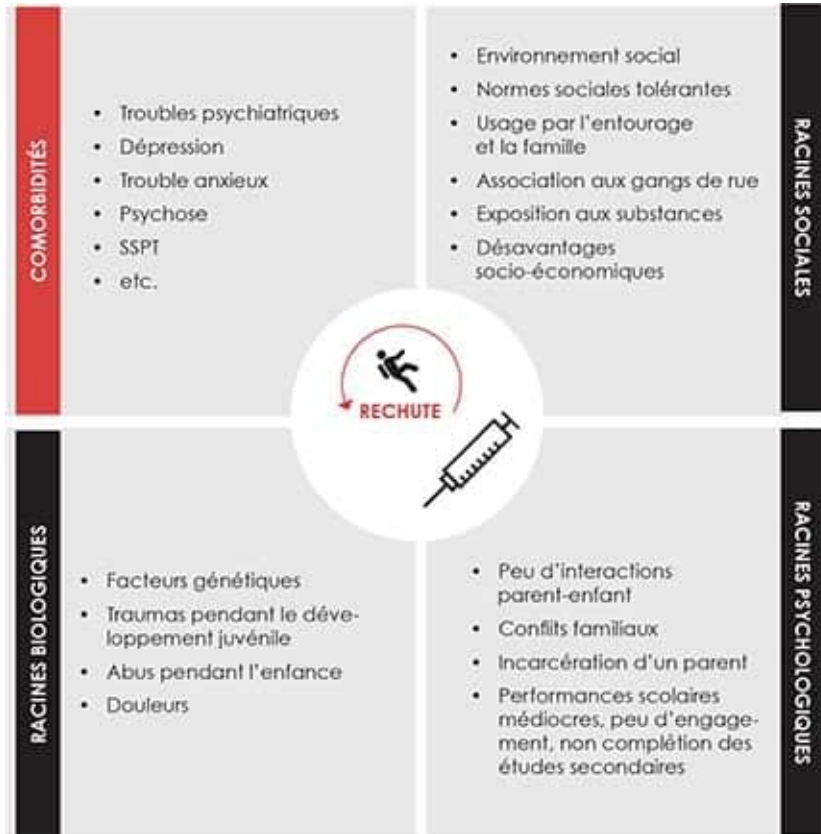 COMORBIDITÉS
• Troubles psychiatriques
• Dépression
• Trouble anxieux
• Psychose
• SSPT
• etc.
RACINES SOCIALES
• Environnement social
• Normes sociales tolérantes
• Usage par l'entourage
et la famille
• Association aux gangs de rue
• Exposition aux substances
• Désavantages
socio-économiques
RECHUTE
RACINES BIOLOGIQUES
• Facteurs génétiques
• Traumas pendant le déve-
loppement juvénile
• Abus pendant l'enfance
• Douleurs
RACINES PSYCHOLOGIQUES
• Peu d'interactions
parent-enfant
• Conflits familiaux
• Incarcération d'un parent
• Performances scolaires
médiocres, peu d'engage-
ment, non complétion des
études secondaires